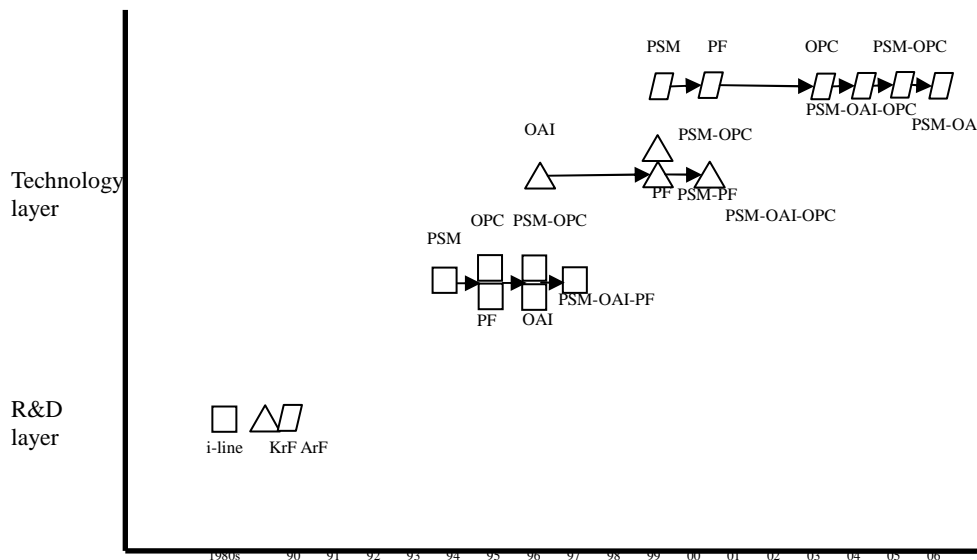 PSM PF OPC PSM-OPC
PSM-OAI-OPC
PSM-OA
OAI PSM-OPC
Technology
layer
PF PSM-PF
PSM-OAI-OPC
OPC PSM-OPC
PSM
PSM-OAI-PF
PF OAI
R&D
layer
i-line KrF ArF
1980s 90 91 92 93 94 95 96 97 98 99 00 01 02 03 04 05 06